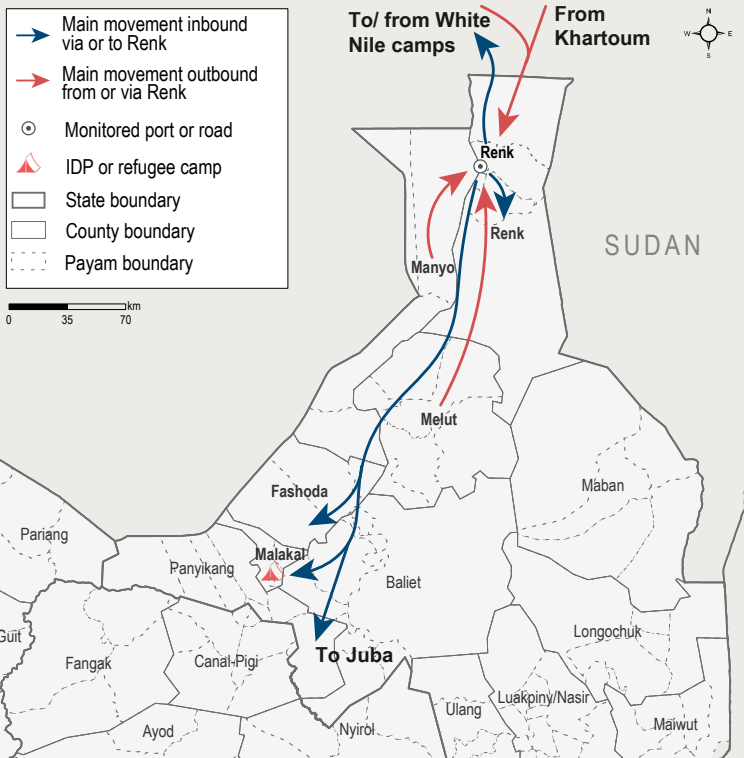 Main movement inbound
via or to Renk
Main movement outbound
from or via Renk
Monitored port or road
IDP or refugee camp
State boundary
County boundary
Payam boundary
km
0 35 70
To/ from White
Nile camps
From
Khartoum
N
W E
S
Renk
Renk
SUDAN
Manyo
Melut
Maban
Fashoda
Pariang
Malakal
Panyikang
Baliet
Longochuk
Guit
Fangak
Canal-Pigi
To Juba
Luakpiny/Nasir
Ulang
Maiwut
Ayod
Nyirol